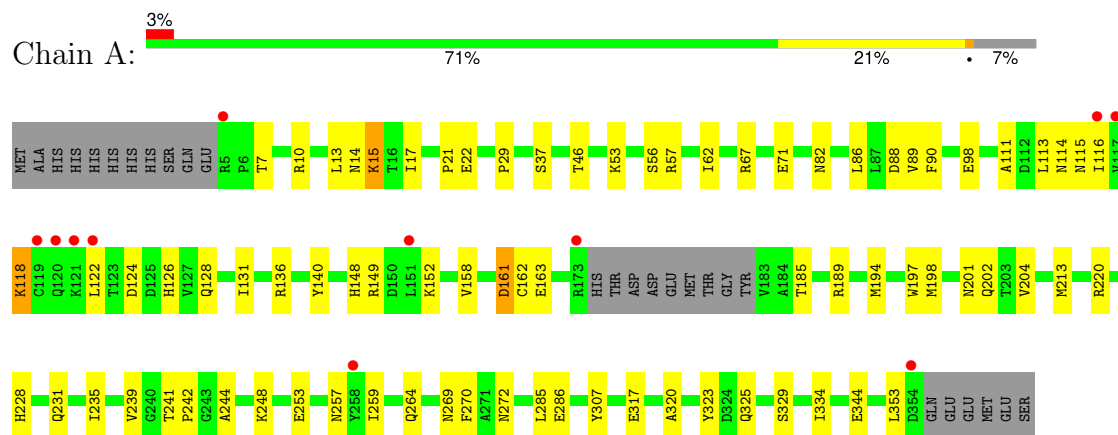 3%
Chain A:
71% 21% • 7%
MET ALA HIS HIS HIS HIS HIS HIS SER GLN GLU R5 P6 T7 R10 L13 N14 K15 T16 I17 P21 E22 P29 S37 T46 K53 S56 R57 I62 R67 E71 N82 L86 L87 D88 V89 F90 E98 A111 D112 L113 N114 N115 I116 V117
K118 C119 Q120 K121 L122 T123 D124 D125 H126 V127 Q128 I131 R136 Y140 H148 R149 D150 L151 K152 V158 D161 C162 E163 R173 HIS THR ASP ASP GLU MET THR GLY TYR V183 A184 T185 R189 M194 W197 M198 N201 Q202 T203 V204 M213 R220
H228 Q231 I235 V239 G240 T241 P242 G243 A244 K248 E253 N257 Y258 I259 Q264 N269 F270 A271 N272 L285 E286 Y307 E317 A320 Y323 D324 Q325 S329 I334 E344 L353 D354 GLN GLU GLU MET GLU SER